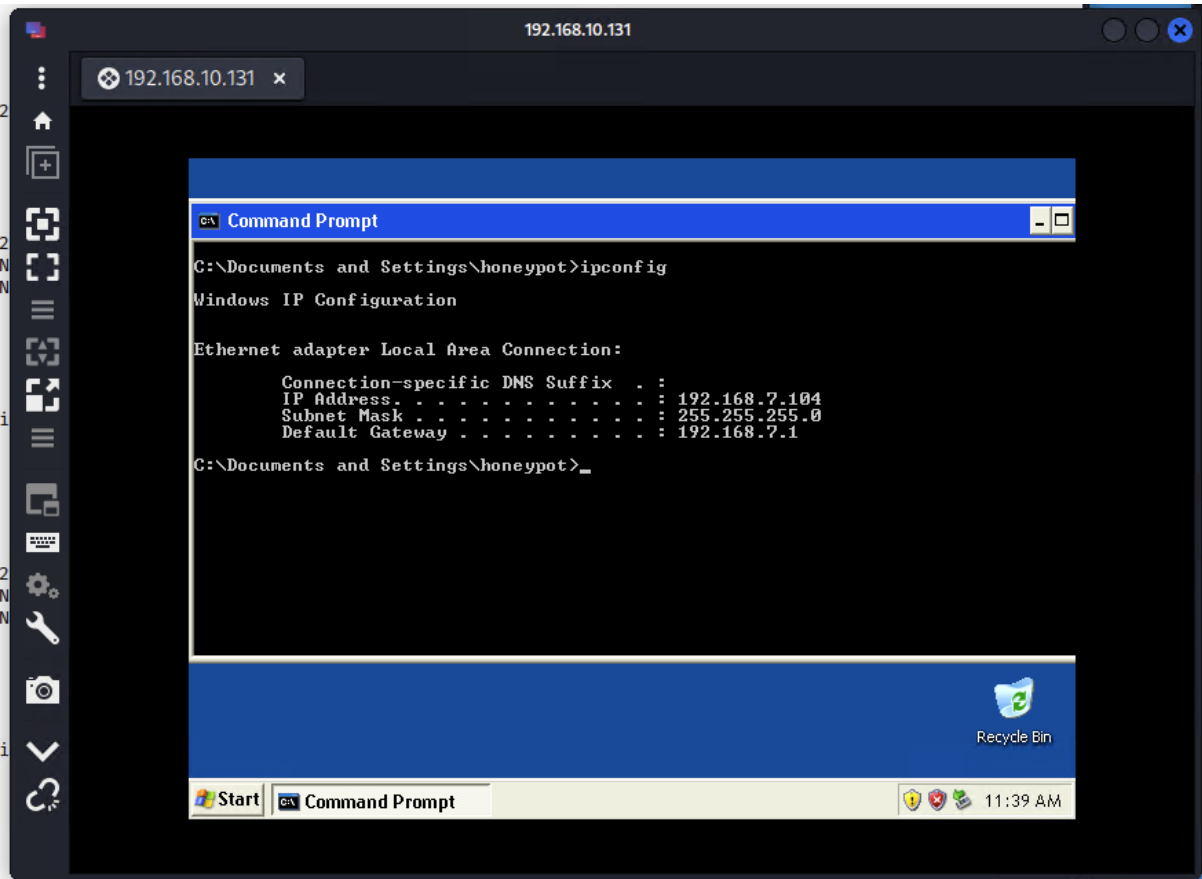 192.168.10.131
192.168.10.131
Command Prompt
C:\Documents and Settings\honeypot>ipconfig
Windows IP Configuration
Ethernet adapter Local Area Connection:
Connection-specific DNS Suffix . :
IP Address. . . . . . . . . . . . : 192.168.7.104
Subnet Mask . . . . . . . . . . . : 255.255.255.0
Default Gateway . . . . . . . . . : 192.168.7.1
C:\Documents and Settings\honeypot>_
Recycle Bin
Start
Command Prompt
11:39 AM